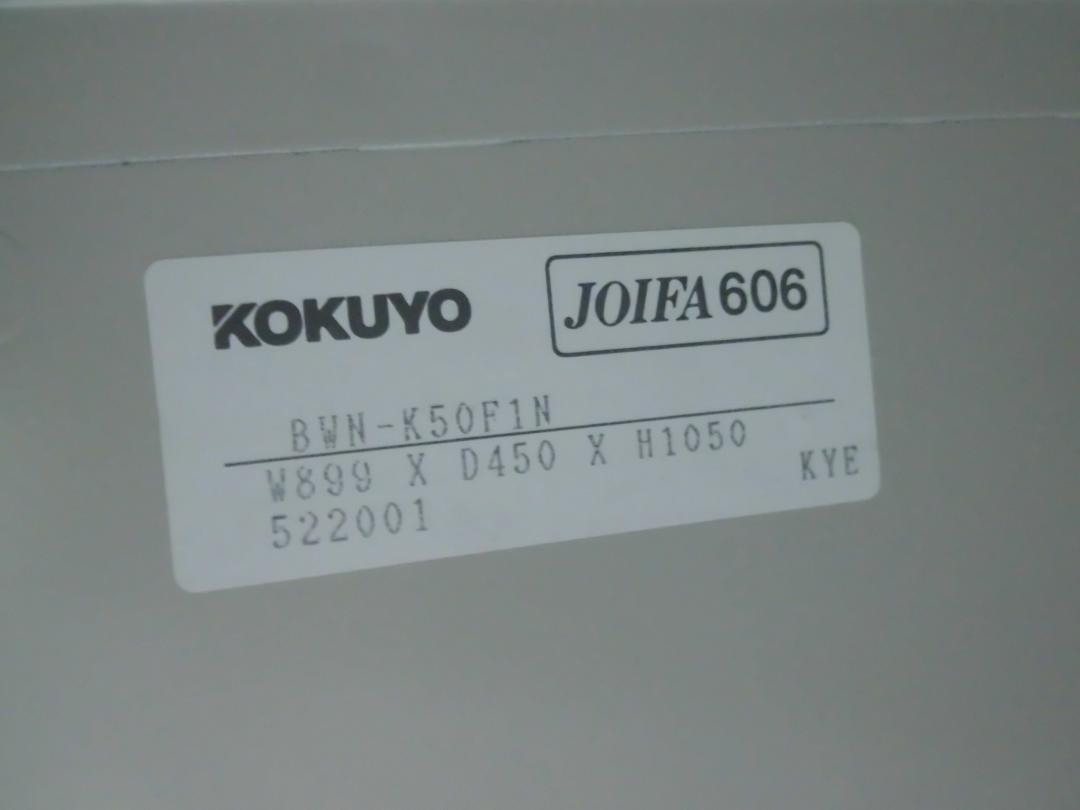 KOKUYO
JOIFA606
BWN-K50F1N
W899 X D450 X H1050
KYE
522001